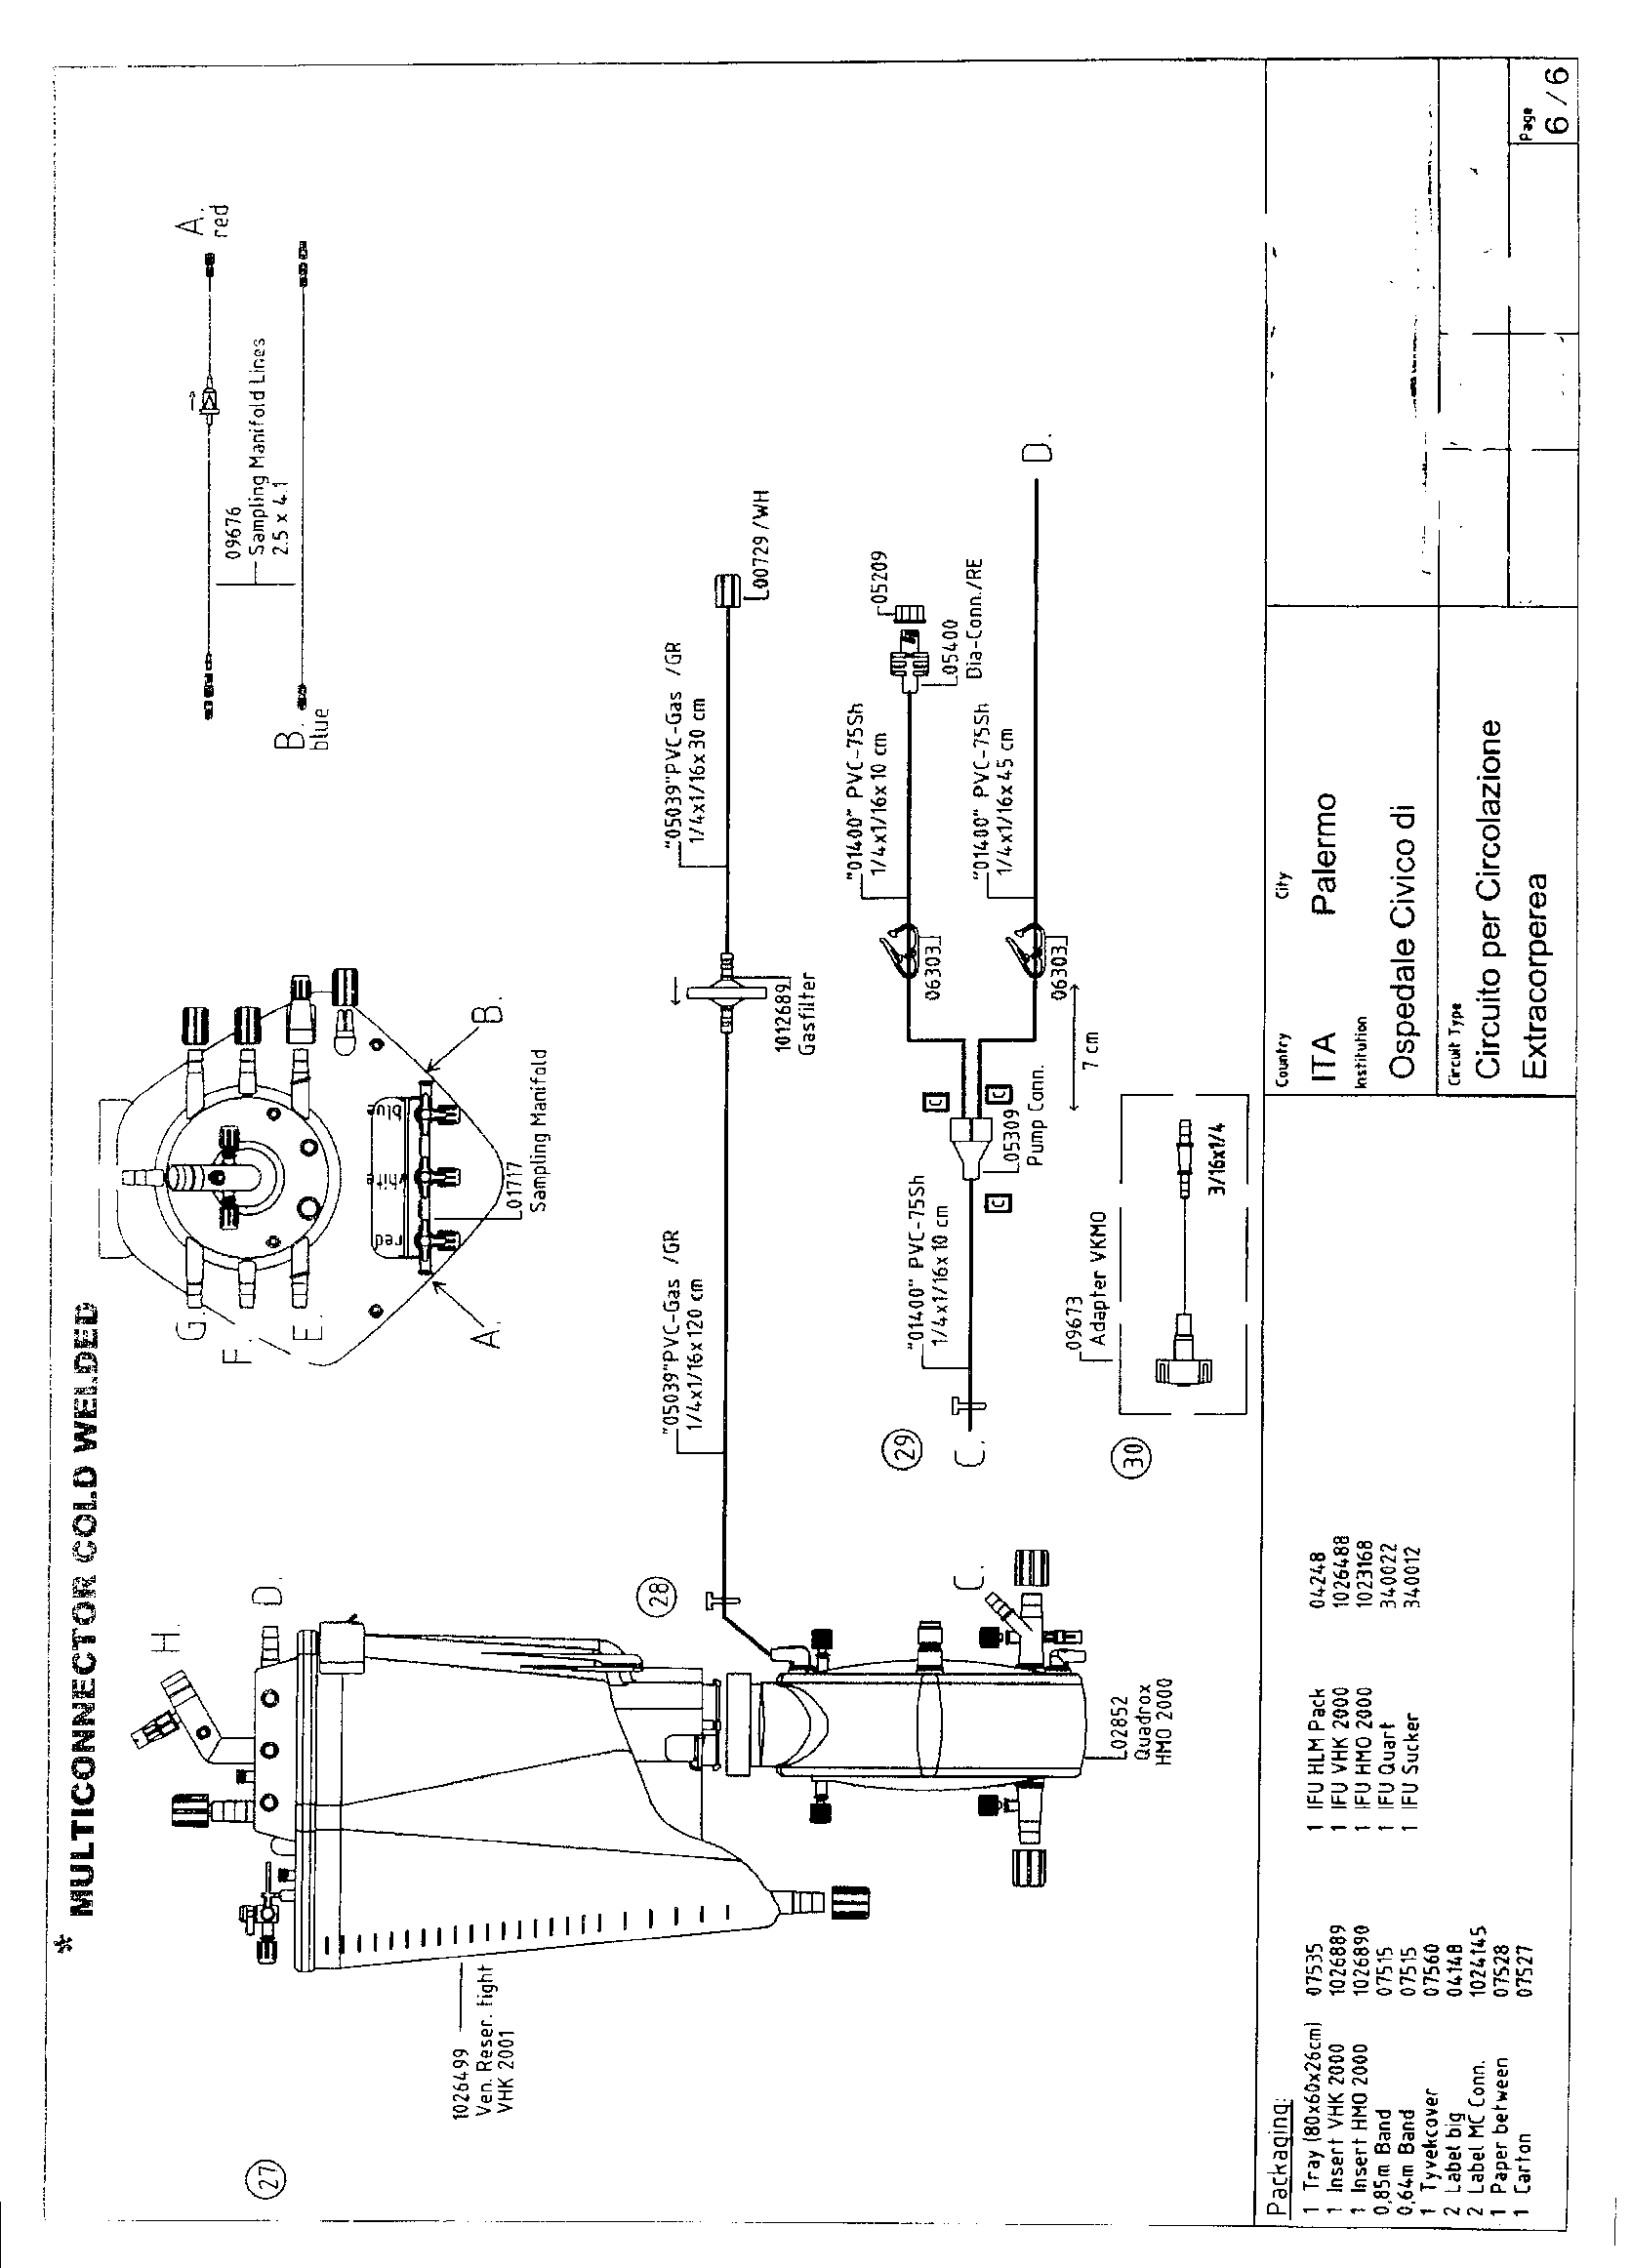 * MULTICONNECTOR COLD WELDED
27
1026499
Ven. Reser. tight
VHK 2001
H.
D.
G.
F.
E.
A.
B.
red
white
blue
L01717
Sampling Manifold
A.
red
B.
blue
09676
Sampling Manifold Lines
2.5 x 4.1
28
"05039"PVC-Gas /GR
1/4x1/16x120 cm
1012689
Gasfilter
"05039"PVC-Gas /GR
1/4x1/16x30 cm
L00729 /WH
C.
L02852
Quadrox
HMO 2000
29
C.
"01400" PVC-75Sh
1/4x1/16x10 cm
C
C
C
L05309
Pump Conn.
7 cm
06303
06303
"01400" PVC-75Sh
1/4x1/16x10 cm
05209
L05400
Dia-Conn./RE
"01400" PVC-75Sh
1/4x1/16x45 cm
D.
30
09673
Adapter VKMO
3/16x1/4
Packaging:
1 Tray (80x60x26cm) 07535
1 Insert VHK 2000 1026889
1 Insert HMO 2000 1026890
0,85m Band 07515
0,64m Band 07515
1 Tyvekcover 07560
2 Label big 04148
2 Label MC Conn. 1024145
1 Paper between 07528
1 Carton 07527
1 IFU HLM Pack 04248
1 IFU VHK 2000 1026488
1 IFU HMO 2000 1023168
1 IFU Quart 340022
1 IFU Sucker 340012
Country
ITA
City
Palermo
Institution
Ospedale Civico di
Circuit Type
Circuito per Circolazione
Extracorperea
Page
6 / 6